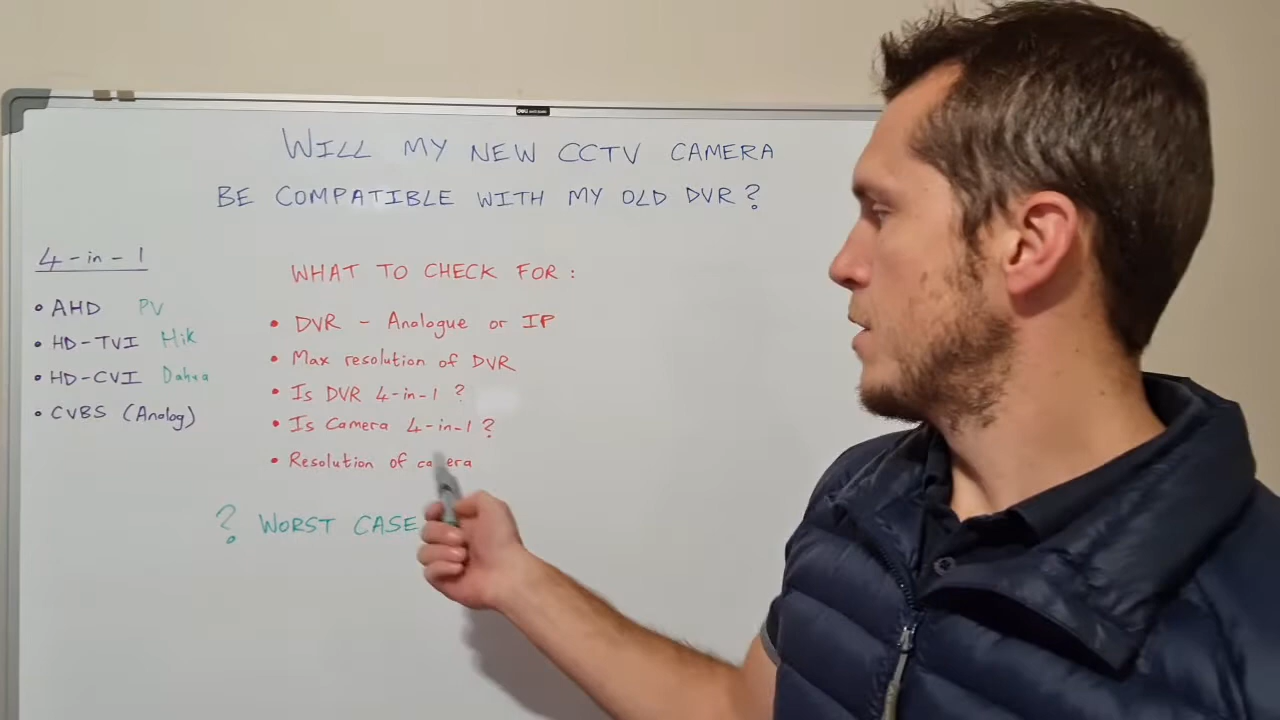 WILL MY NEW CCTV CAMERA
BE COMPATIBLE WITH MY OLD DVR?
4-in-1
• AHD PV
• HD-TVI Hik
• HD-CVI Dahua
• CVBS (Analog)
WHAT TO CHECK FOR:
• DVR - Analogue or IP
• Max resolution of DVR
• Is DVR 4-in-1 ?
• Is Camera 4-in-1 ?
• Resolution of camera
? WORST CASE